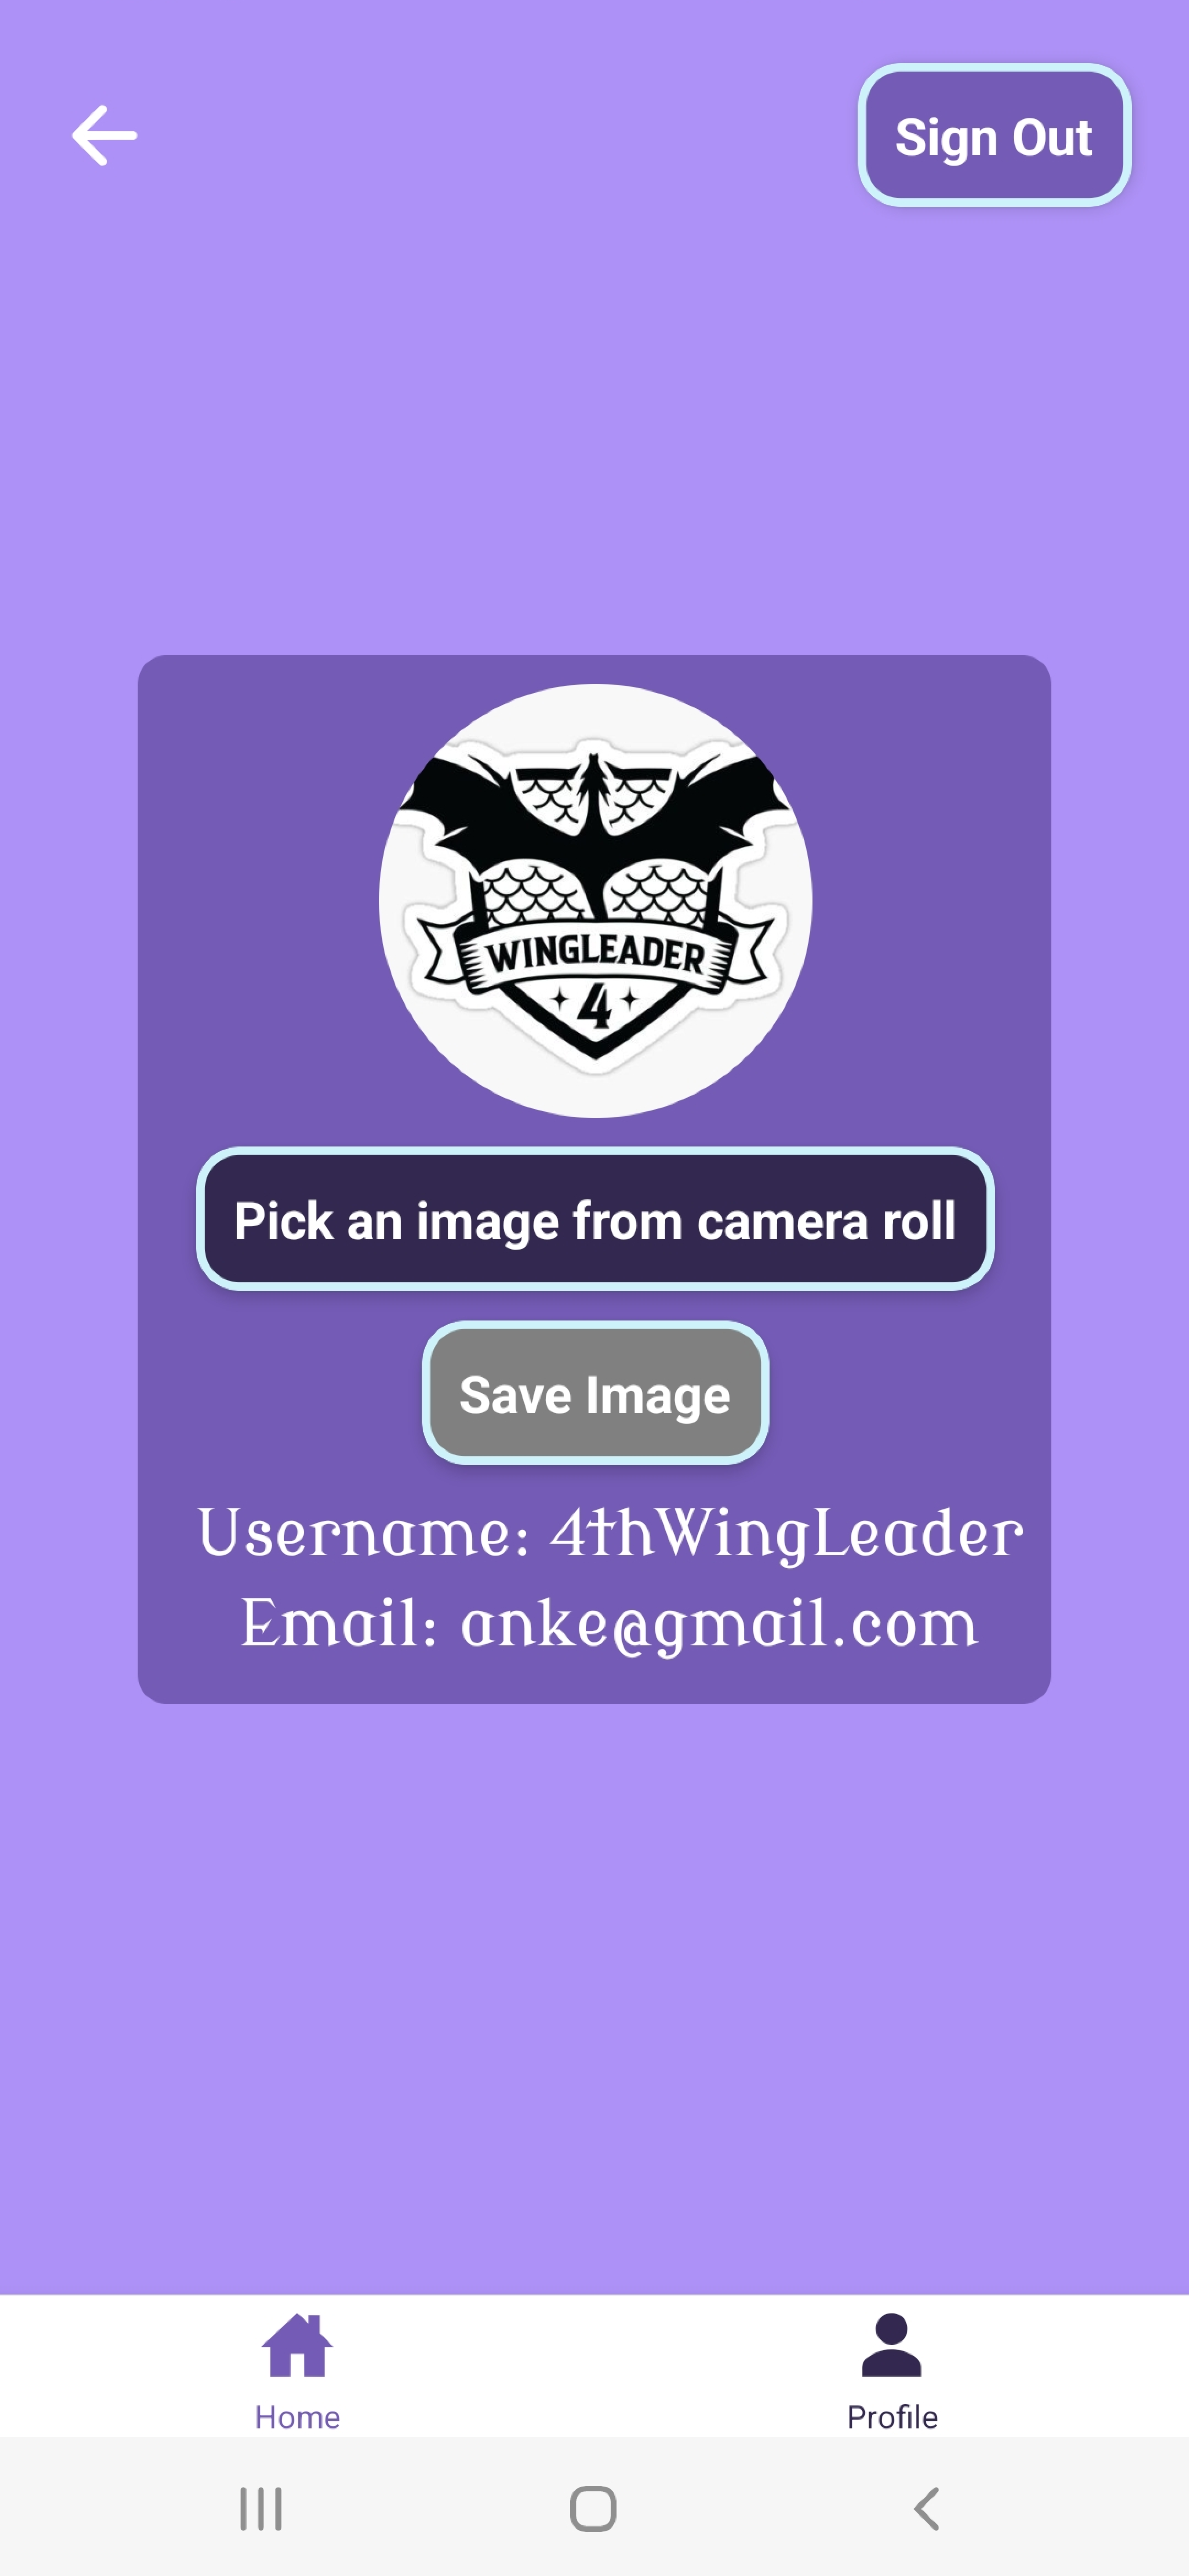 Sign Out
WINGLEADER
4
Pick an image from camera roll
Save Image
Username: 4thWingLeader
Email: anke@gmail.com
Home
Profile